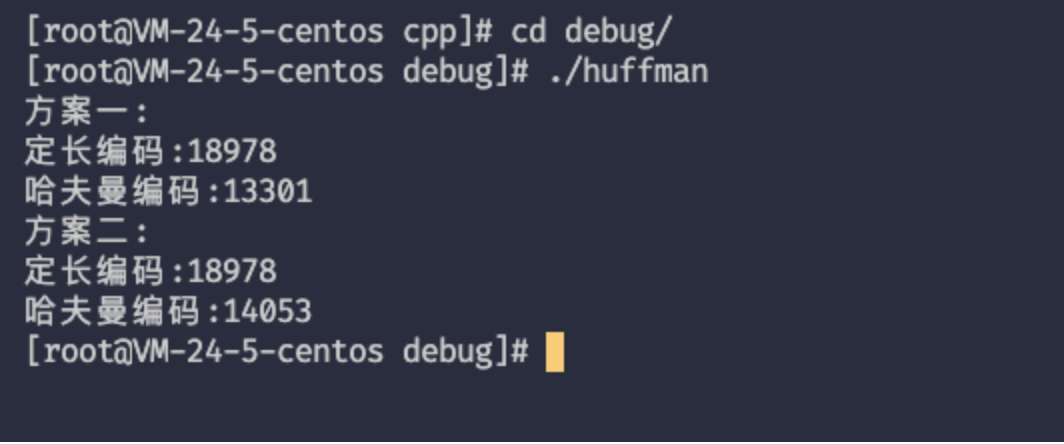 [root@VM-24-5-centos cpp]# cd debug/
[root@VM-24-5-centos debug]# ./huffman
方案一:
定长编码:18978
哈夫曼编码:13301
方案二:
定长编码:18978
哈夫曼编码:14053
[root@VM-24-5-centos debug]#